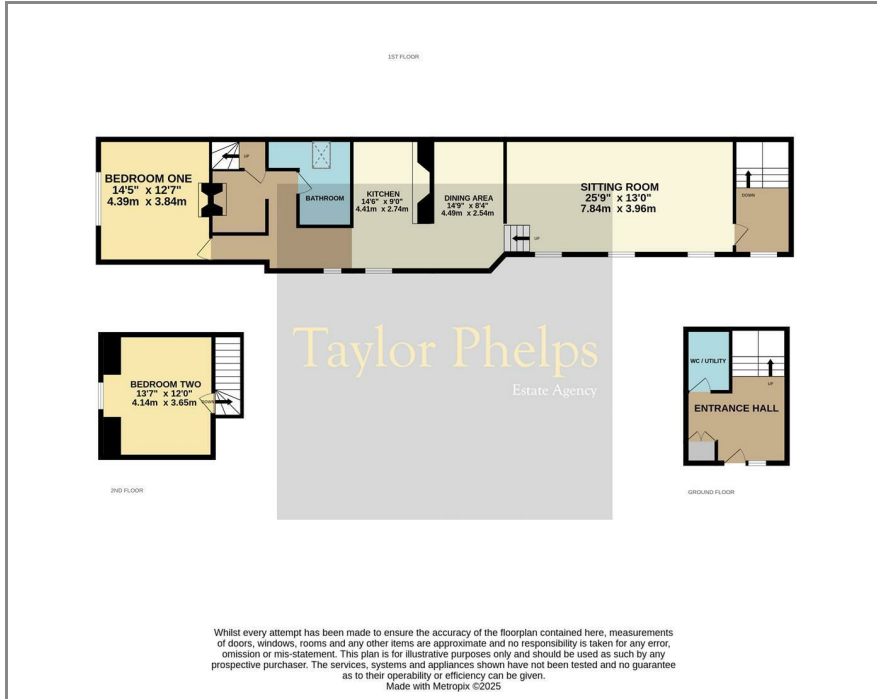 1ST FLOOR
BEDROOM ONE
14'5" x 12'7"
4.39m x 3.84m
UP
BATHROOM
KITCHEN
14'6" x 9'0"
4.41m x 2.74m
DINING AREA
14'9" x 8'4"
4.49m x 2.54m
UP
SITTING ROOM
25'9" x 13'0"
7.84m x 3.96m
DOWN
BEDROOM TWO
13'7" x 12'0"
4.14m x 3.65m
DOWN
2ND FLOOR
Taylor Phelps
Estate Agency
WC / UTILITY
UP
ENTRANCE HALL
GROUND FLOOR
Whilst every attempt has been made to ensure the accuracy of the floorplan contained here, measurements
of doors, windows, rooms and any other items are approximate and no responsibility is taken for any error,
omission or mis-statement. This plan is for illustrative purposes only and should be used as such by any
prospective purchaser. The services, systems and appliances shown have not been tested and no guarantee
as to their operability or efficiency can be given.
Made with Metropix ©2025